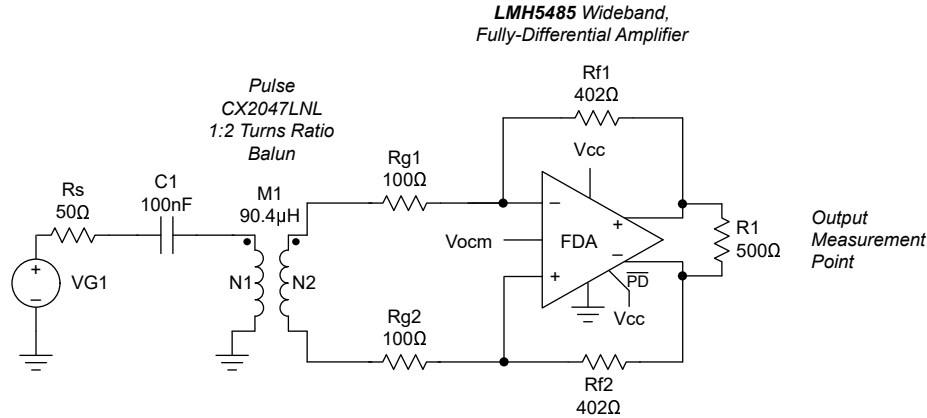 LMH5485 Wideband,
Fully-Differential Amplifier
Rf1
402Ω
Pulse
CX2047LNL
1:2 Turns Ratio
Balun
Vcc
Rg1
100Ω
C1
100nF
M1
90.4µH
Rs
50Ω
−
+
R1
500Ω
Output
Measurement
Point
Vocm
FDA
−
+
PD
+
−
VG1
N1
N2
Vcc
Rg2
100Ω
Rf2
402Ω